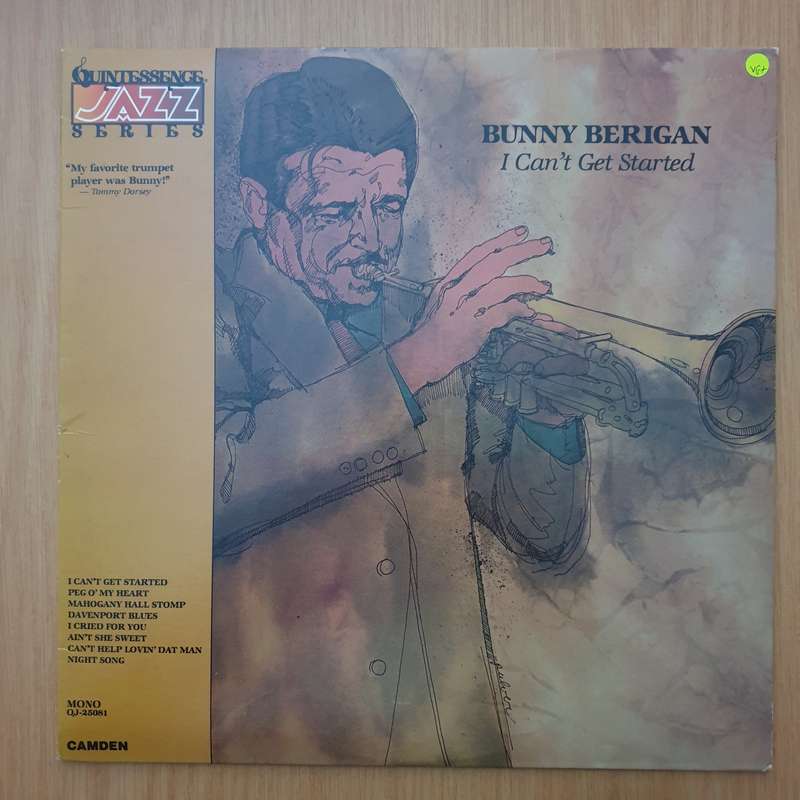 QUINTESSENCE
JAZZ
SERIES
"My favorite trumpet
player was Bunny!"
— Tommy Dorsey
BUNNY BERIGAN
I Can't Get Started
VG+
I CAN'T GET STARTED
PEG O' MY HEART
MAHOGANY HALL STOMP
DAVENPORT BLUES
I CRIED FOR YOU
AIN'T SHE SWEET
CAN'T HELP LOVIN' DAT MAN
NIGHT SONG
MONO
QJ-25081
CAMDEN